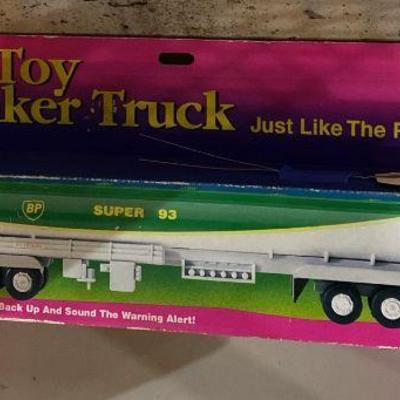 Toy
ker Truck
Just Like The R
BP
SUPER 93
Back Up And Sound The Warning Alert!